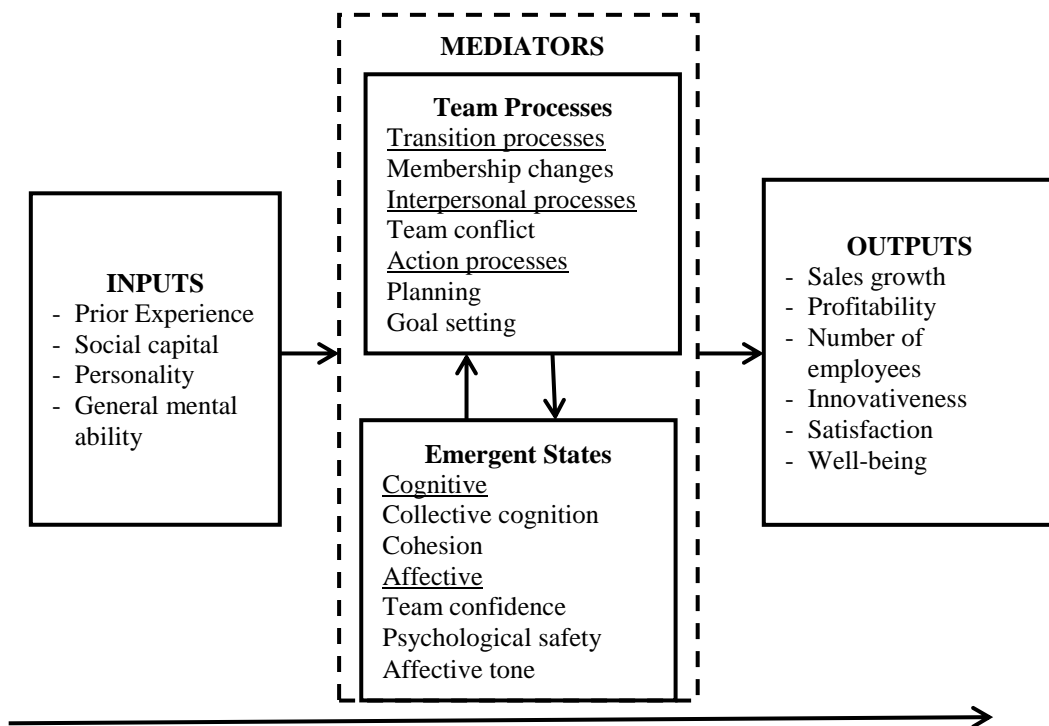 MEDIATORS
Team Processes
Transition processes
Membership changes
Interpersonal processes
Team conflict
Action processes
Planning
Goal setting
INPUTS
- Prior Experience
- Social capital
- Personality
- General mental
ability
OUTPUTS
- Sales growth
- Profitability
- Number of
employees
- Innovativeness
- Satisfaction
- Well-being
Emergent States
Cognitive
Collective cognition
Cohesion
Affective
Team confidence
Psychological safety
Affective tone